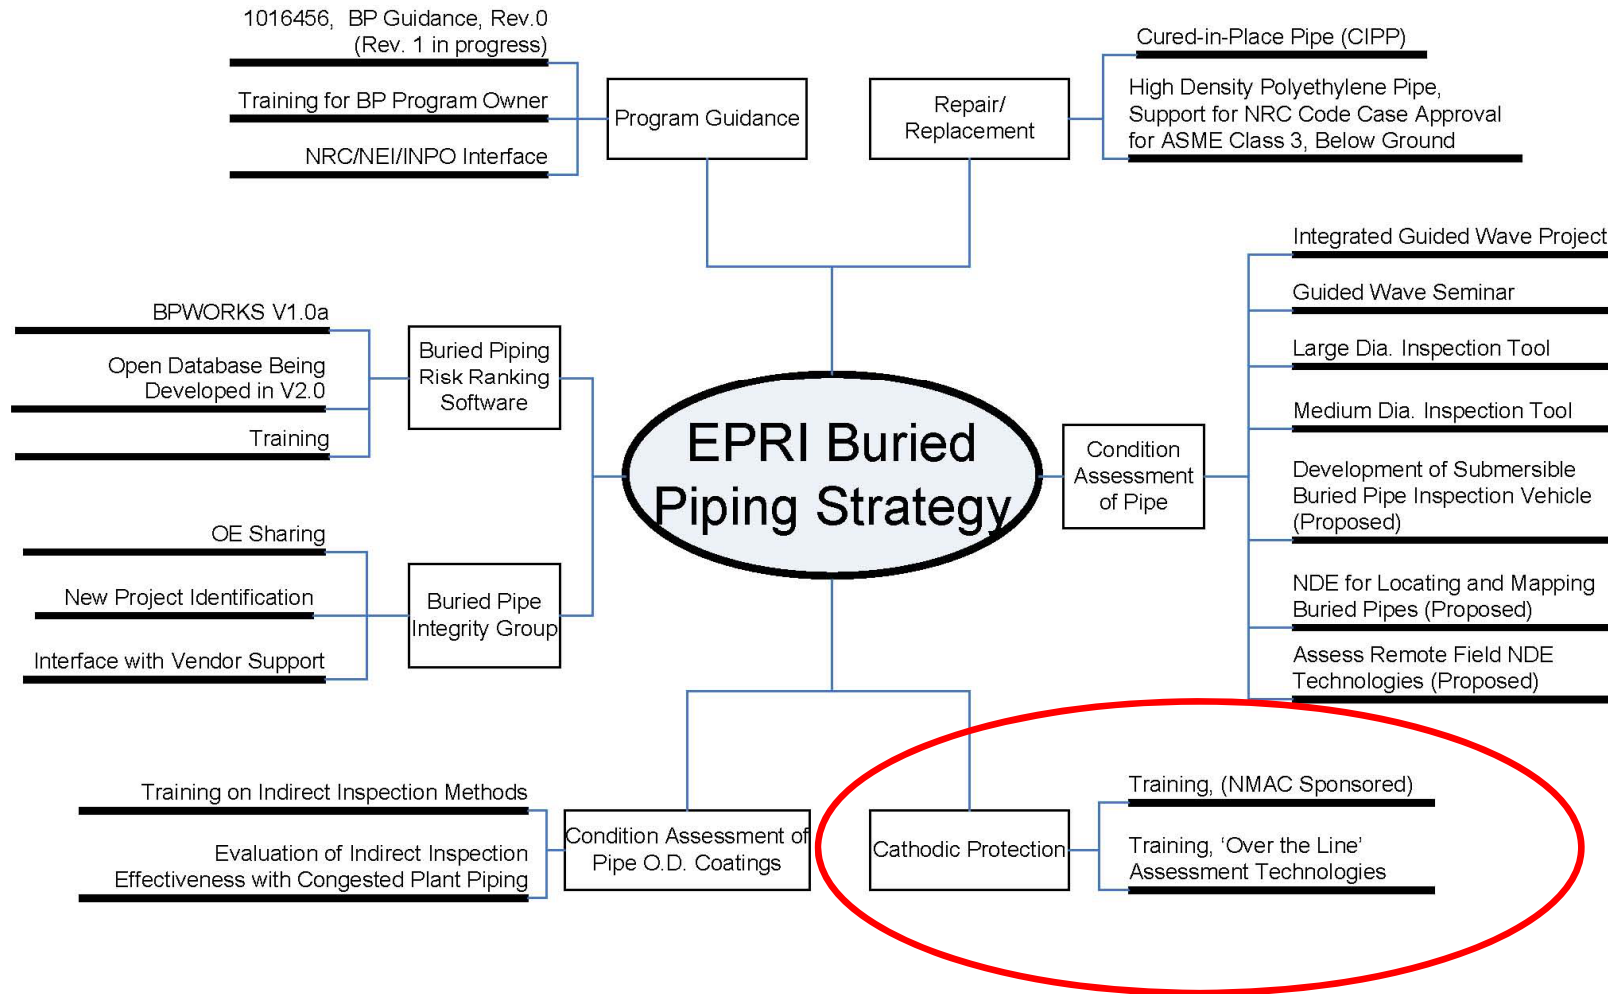 1016456, BP Guidance, Rev.0
(Rev. 1 in progress)
Training for BP Program Owner
NRC/NEI/INPO Interface
Program Guidance
Repair/
Replacement
Cured-in-Place Pipe (CIPP)
High Density Polyethylene Pipe,
Support for NRC Code Case Approval
for ASME Class 3, Below Ground
BPWORKS V1.0a
Open Database Being
Developed in V2.0
Training
Buried Piping
Risk Ranking
Software
OE Sharing
New Project Identification
Interface with Vendor Support
Buried Pipe
Integrity Group
EPRI Buried
Piping Strategy
Condition
Assessment
of Pipe
Integrated Guided Wave Project
Guided Wave Seminar
Large Dia. Inspection Tool
Medium Dia. Inspection Tool
Development of Submersible
Buried Pipe Inspection Vehicle
(Proposed)
NDE for Locating and Mapping
Buried Pipes (Proposed)
Assess Remote Field NDE
Technologies (Proposed)
Training on Indirect Inspection Methods
Evaluation of Indirect Inspection
Effectiveness with Congested Plant Piping
Condition Assessment of
Pipe O.D. Coatings
Cathodic Protection
Training, (NMAC Sponsored)
Training, ‘Over the Line’
Assessment Technologies